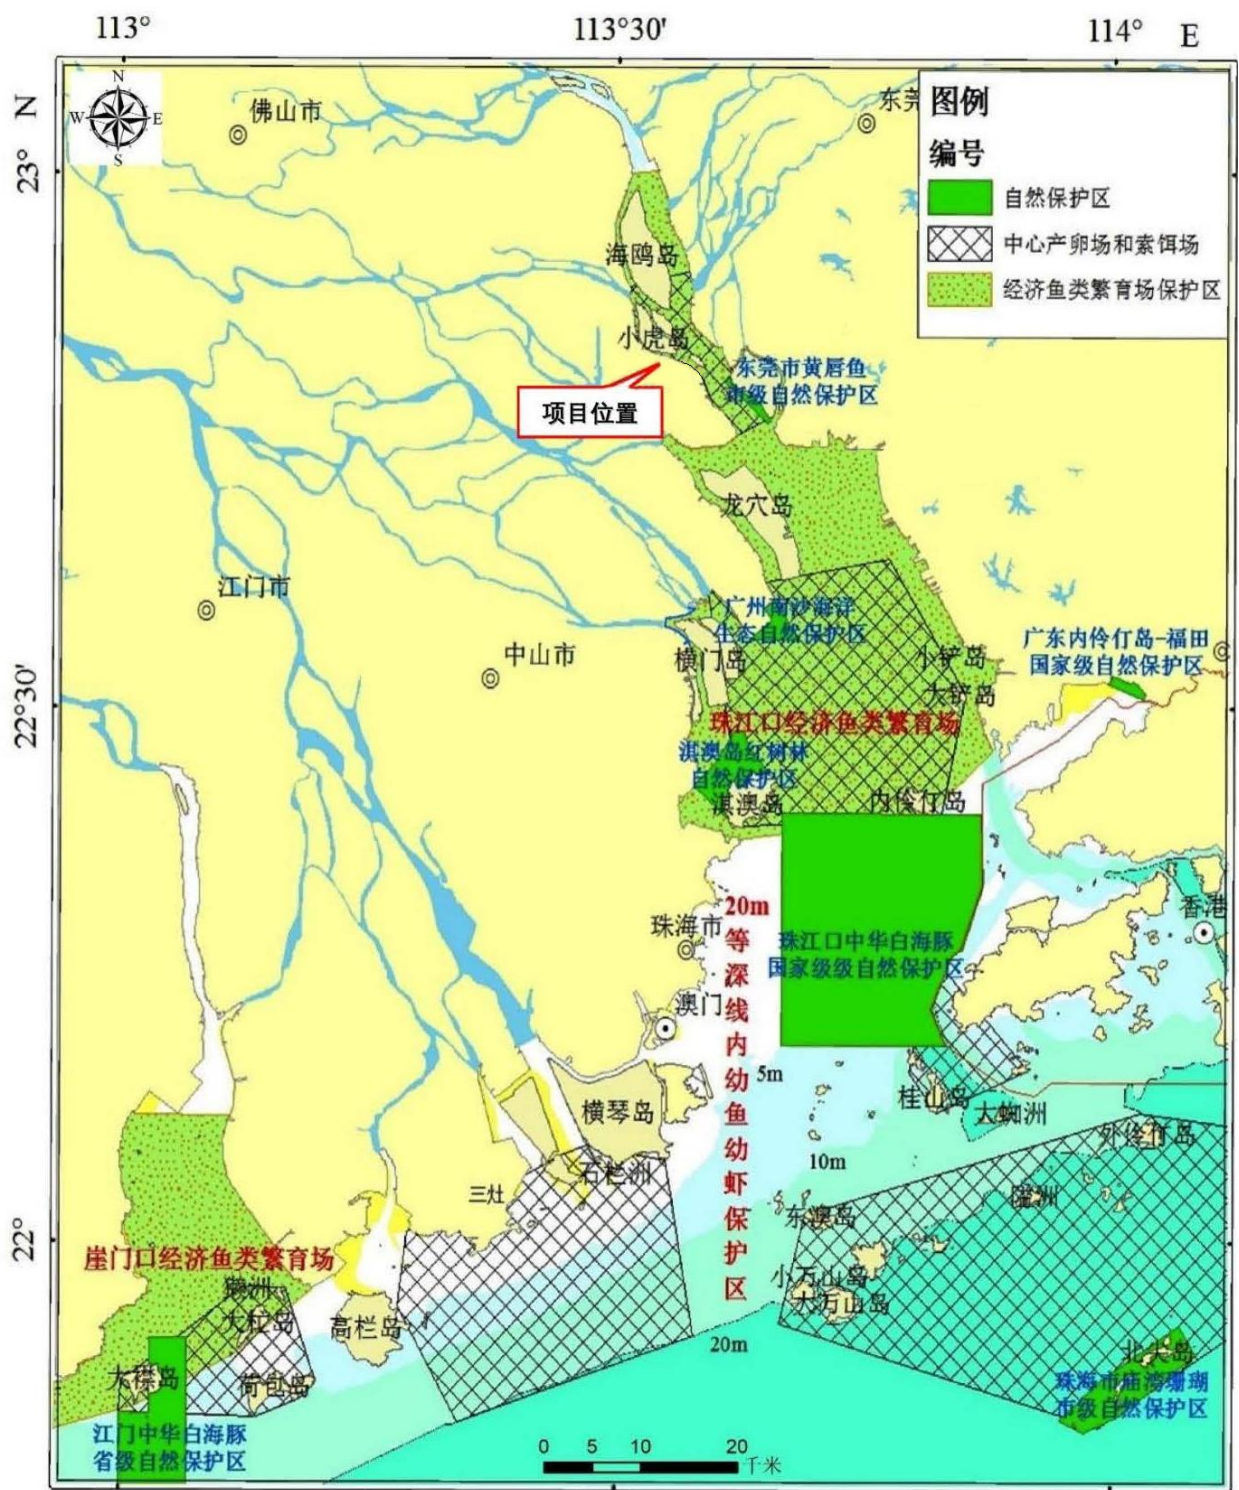 113°
113°30'
114°
E
N
N
W
E
S
佛山市
图例
编号
自然保护区
中心产卵场和索饵场
经济鱼类繁育场保护区
23°
海鸥岛
小虎岛
东莞市黄唇鱼
市级自然保护区
项目位置
龙穴岛
江门市
广州南沙海洋
生态自然保护区
中山市
横门岛
小铲岛
大铲岛
广东内伶仃岛-福田
国家级自然保护区
22°30'
珠江口经济鱼类繁育场
淇澳岛红树林
自然保护区
淇澳岛
内伶仃岛
珠海市
20m
等
深
线
内
幼
鱼
幼
虾
保
护
区
珠江口中华白海豚
国家级级自然保护区
香港
澳门
5m
横琴岛
桂山岛
大蜘洲
外伶仃岛
石栏洲
10m
三灶
东澳岛
22°
崖门口经济鱼类繁育场
小万山岛
大万山岛
高栏岛
20m
北尖岛
大襟岛
荷包岛
珠海市庙湾珊瑚
市级自然保护区
江门中华白海豚
省级自然保护区
0 5 10 20
千米